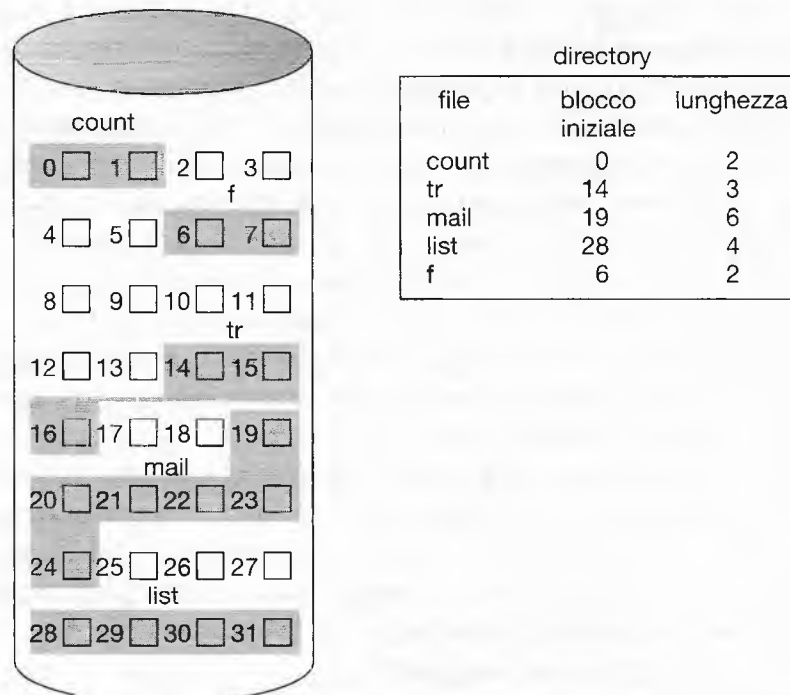 count
0 1 2 3
f
4 5 6 7
8 9 10 11
tr
12 13 14 15
16 17 18 19
mail
20 21 22 23
24 25 26 27
list
28 29 30 31
directory
file blocco iniziale lunghezza
count 0 2
tr 14 3
mail 19 6
list 28 4
f 6 2